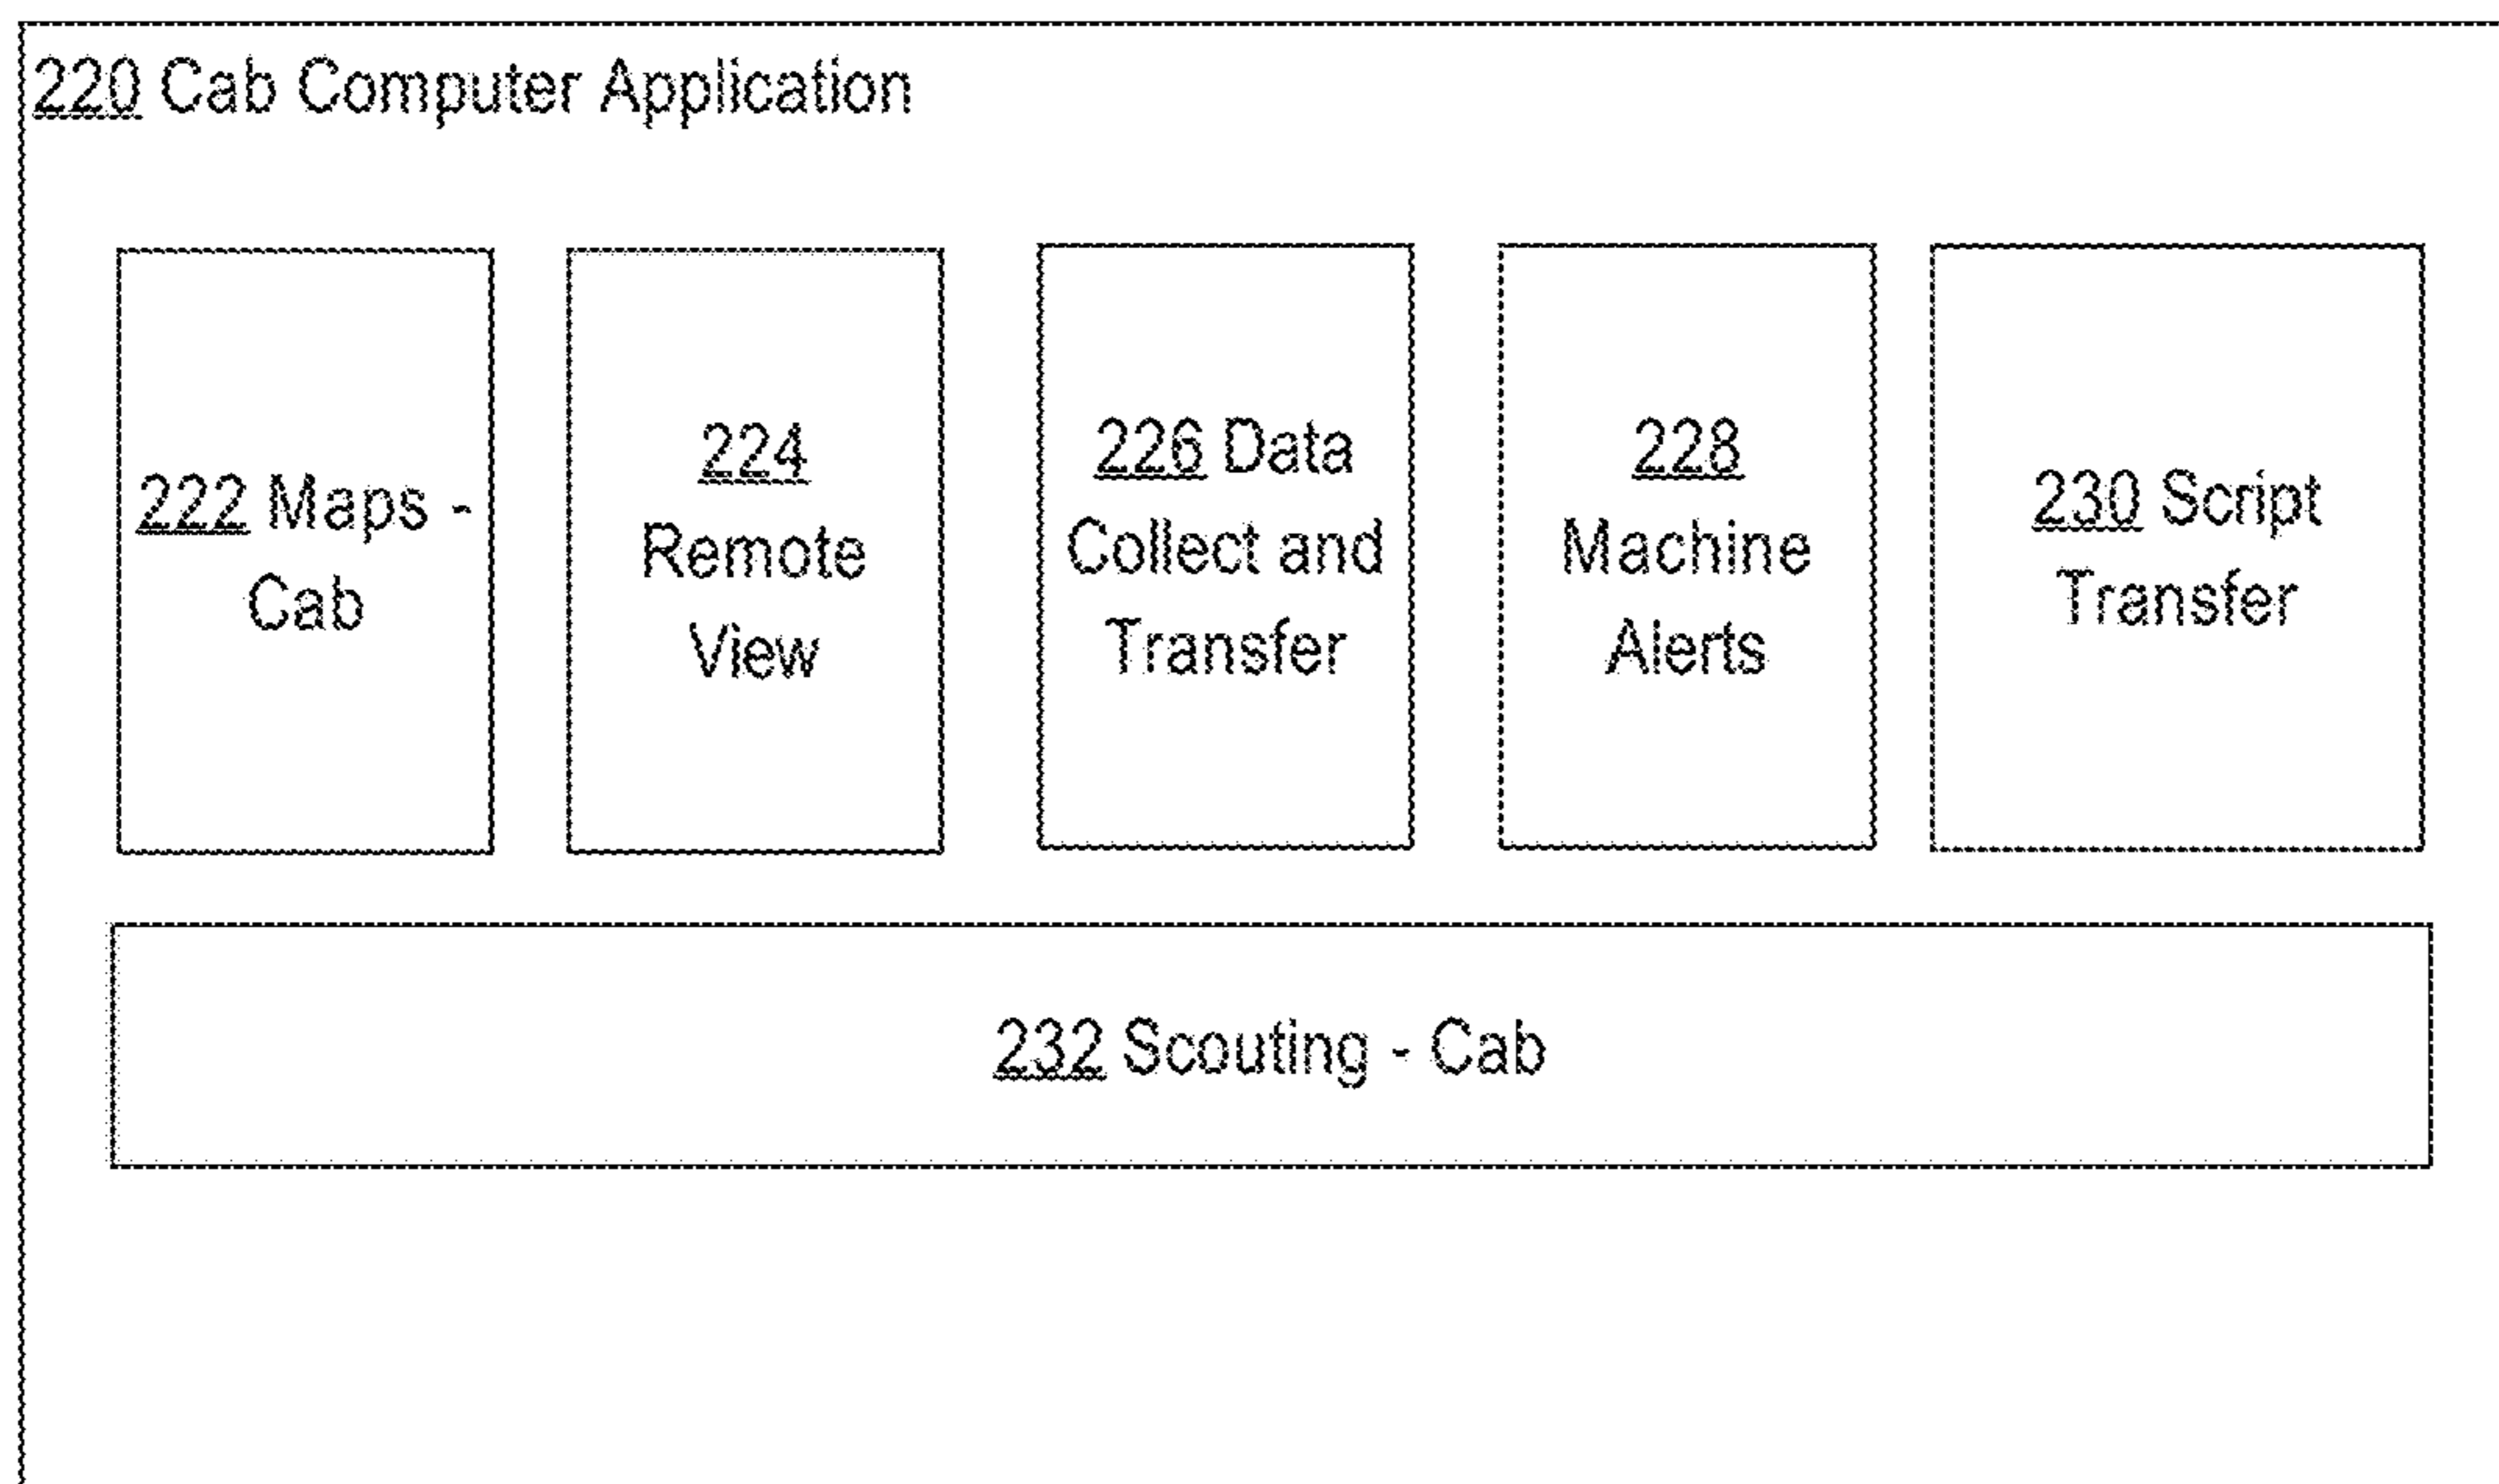 220 Cab Computer Application
222 Maps -
Cab
224
Remote
View
226 Data
Collect and
Transfer
228
Machine
Alerts
230 Script
Transfer
232 Scouting - Cab